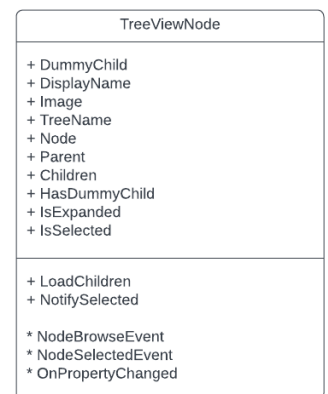 TreeViewNode
+ DummyChild
+ DisplayName
+ Image
+ TreeName
+ Node
+ Parent
+ Children
+ HasDummyChild
+ IsExpanded
+ IsSelected
+ LoadChildren
+ NotifySelected
* NodeBrowseEvent
* NodeSelectedEvent
* OnPropertyChanged